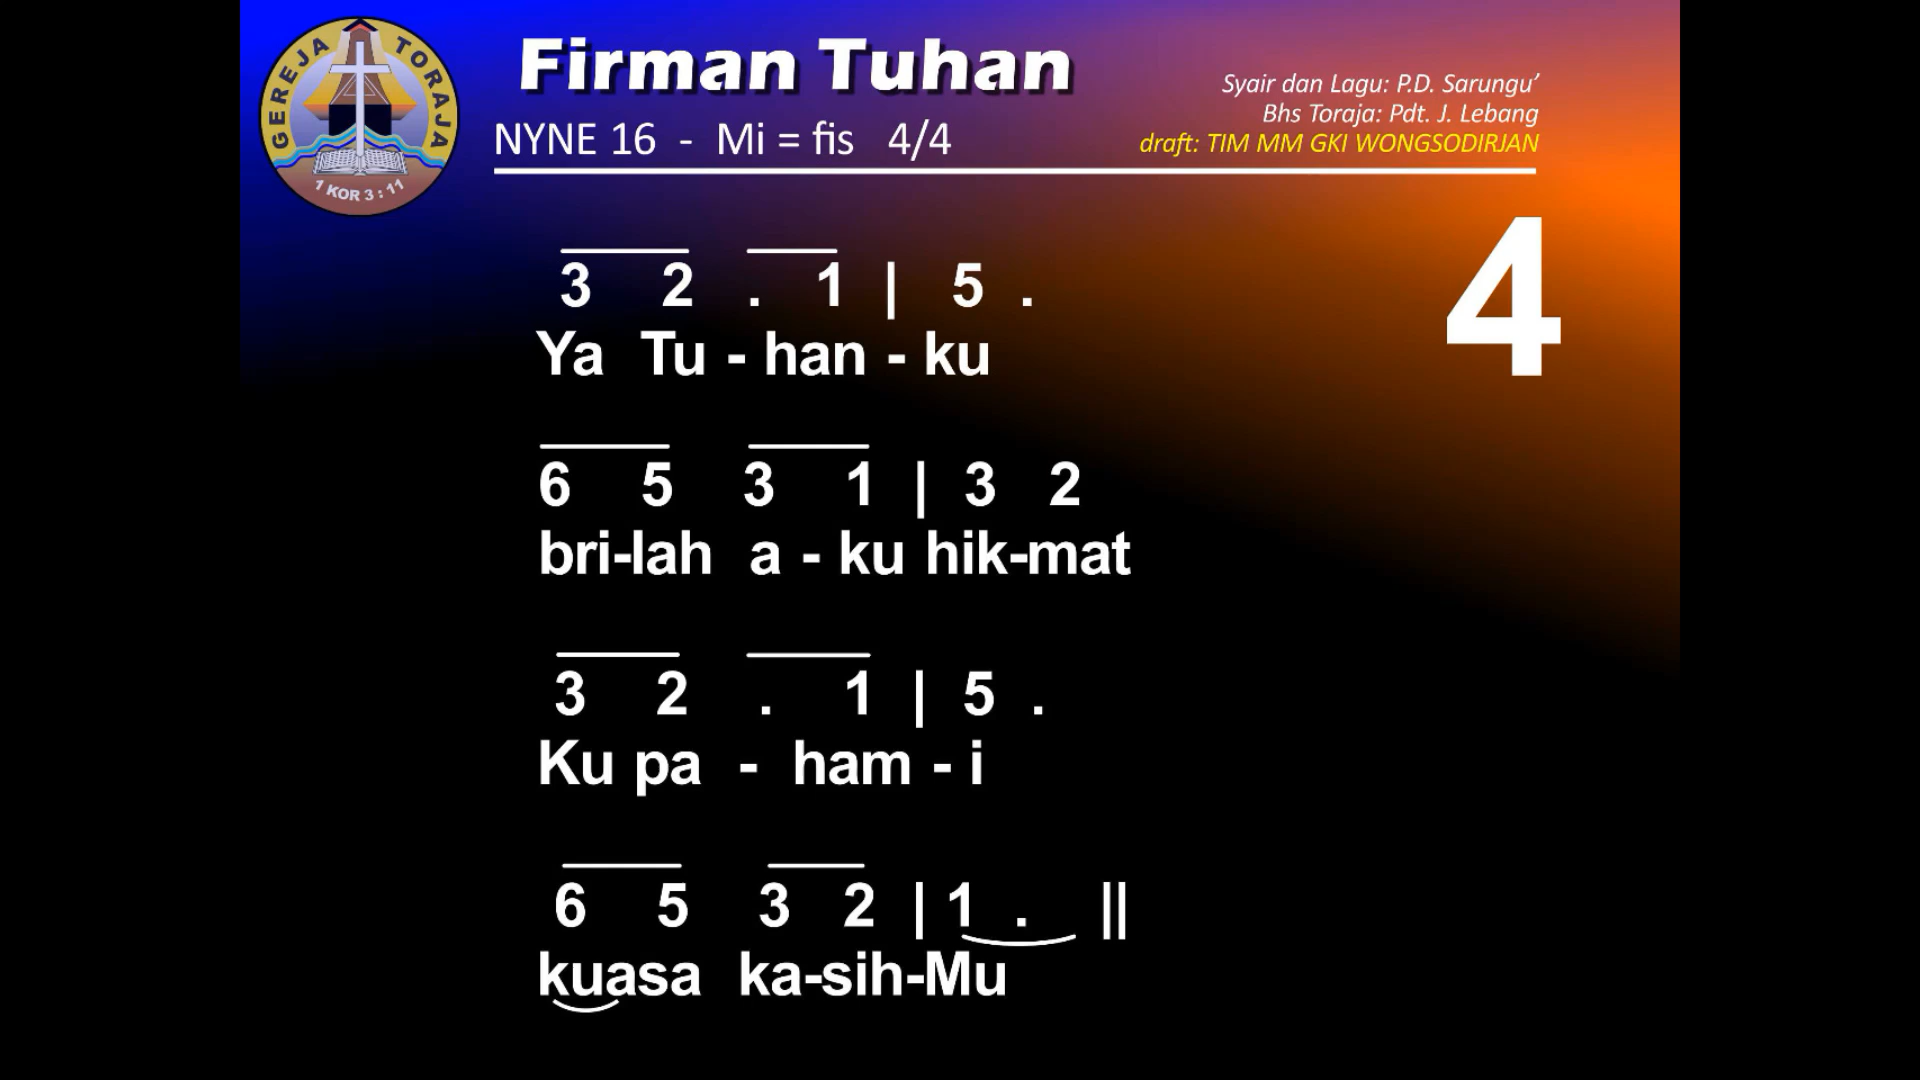 GEREJA TORAJA
1 KOR 3 : 11
Firman Tuhan
NYNE 16 - Mi = fis 4/4
Syair dan Lagu: P.D. Sarungu’
Bhs Toraja: Pdt. J. Lebang
draft: TIM MM GKI WONGSODIRJAN
4
3 2 . 1 | 5 .
Ya Tu - han - ku
6 5 3 1 | 3 2
bri-lah a - ku hik-mat
3 2 . 1 | 5 .
Ku pa - ham - i
6 5 3 2 | 1 . ||
kuasa ka-sih-Mu